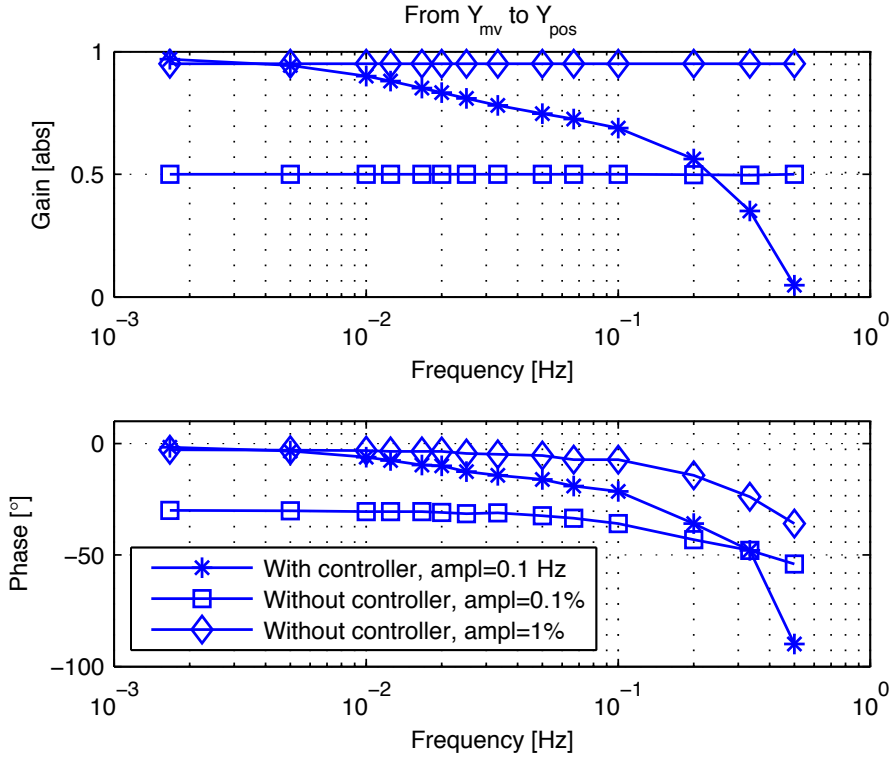 From Y_mv to Y_pos
1
0.5
0
Gain [abs]
10^−3
10^−2
10^−1
10^0
Frequency [Hz]
0
−50
−100
Phase [°]
With controller, ampl=0.1 Hz
Without controller, ampl=0.1%
Without controller, ampl=1%
10^−3
10^−2
10^−1
10^0
Frequency [Hz]